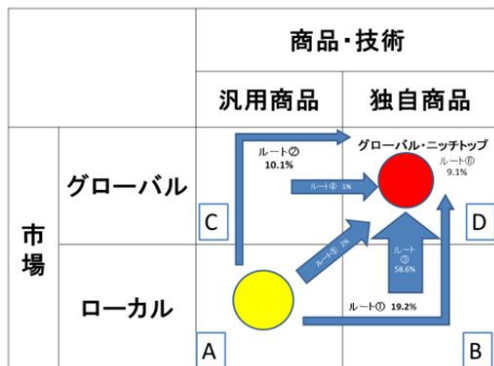 商品・技術
汎用商品
独自商品
市場
グローバル
ローカル
ルート②
10.1%
グローバル・ニッチトップ
ルート⑥
9.1%
ルート④ 1%
ルート⑤ 2%
ルート
③
58.6%
ルート① 19.2%
C
D
A
B